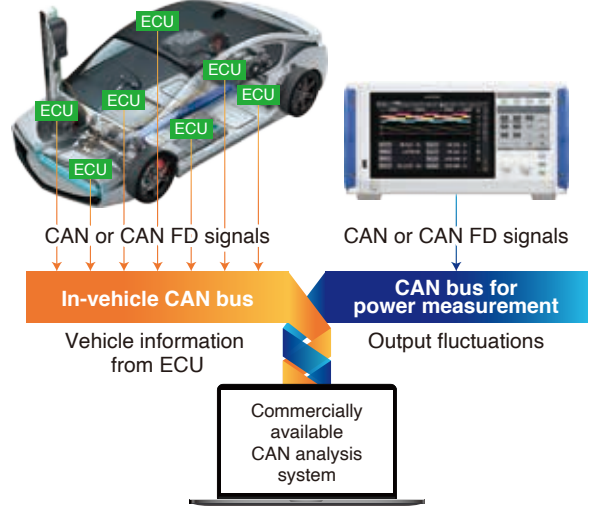 ECU
ECU
ECU
ECU
ECU
ECU
ECU
CAN or CAN FD signals
CAN or CAN FD signals
In-vehicle CAN bus
CAN bus for
power measurement
Vehicle information
from ECU
Output fluctuations
Commercially
available
CAN analysis
system